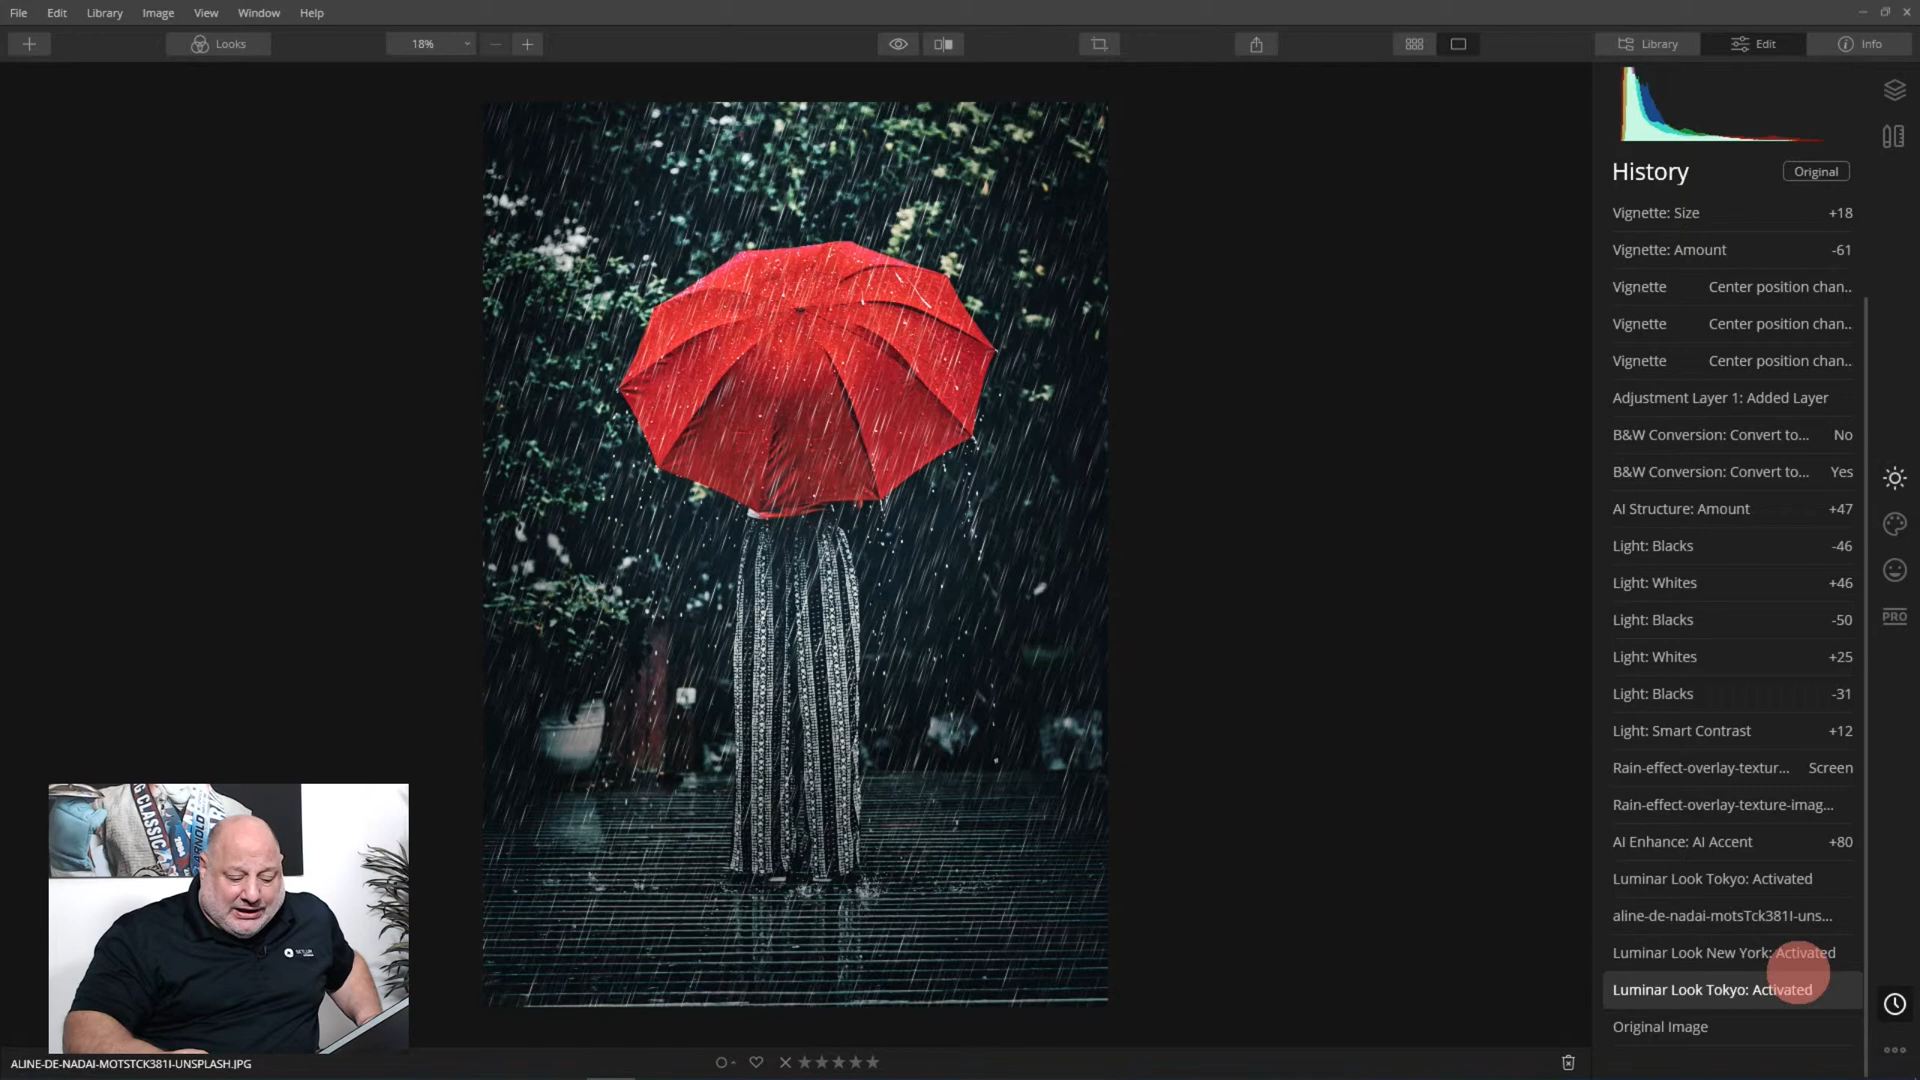 File Edit Library Image View Window Help
Looks 18% Library Edit Info
History Original
Vignette: Size +18
Vignette: Amount -61
Vignette Center position chan..
Vignette Center position chan..
Vignette Center position chan..
Adjustment Layer 1: Added Layer
B&W Conversion: Convert to... No
B&W Conversion: Convert to... Yes
AI Structure: Amount +47
Light: Blacks -46
Light: Whites +46
Light: Blacks -50
Light: Whites +25
Light: Blacks -31
Light: Smart Contrast +12
Rain-effect-overlay-textur... Screen
Rain-effect-overlay-texture-imag...
AI Enhance: AI Accent +80
Luminar Look Tokyo: Activated
aline-de-nadai-motsTck381I-uns...
Luminar Look New York: Activated
Luminar Look Tokyo: Activated
Original Image
PRO
G CLASSIC
ARNOLD
SKYLUM
ALINE-DE-NADAI-MOTSTCK381I-UNSPLASH.JPG